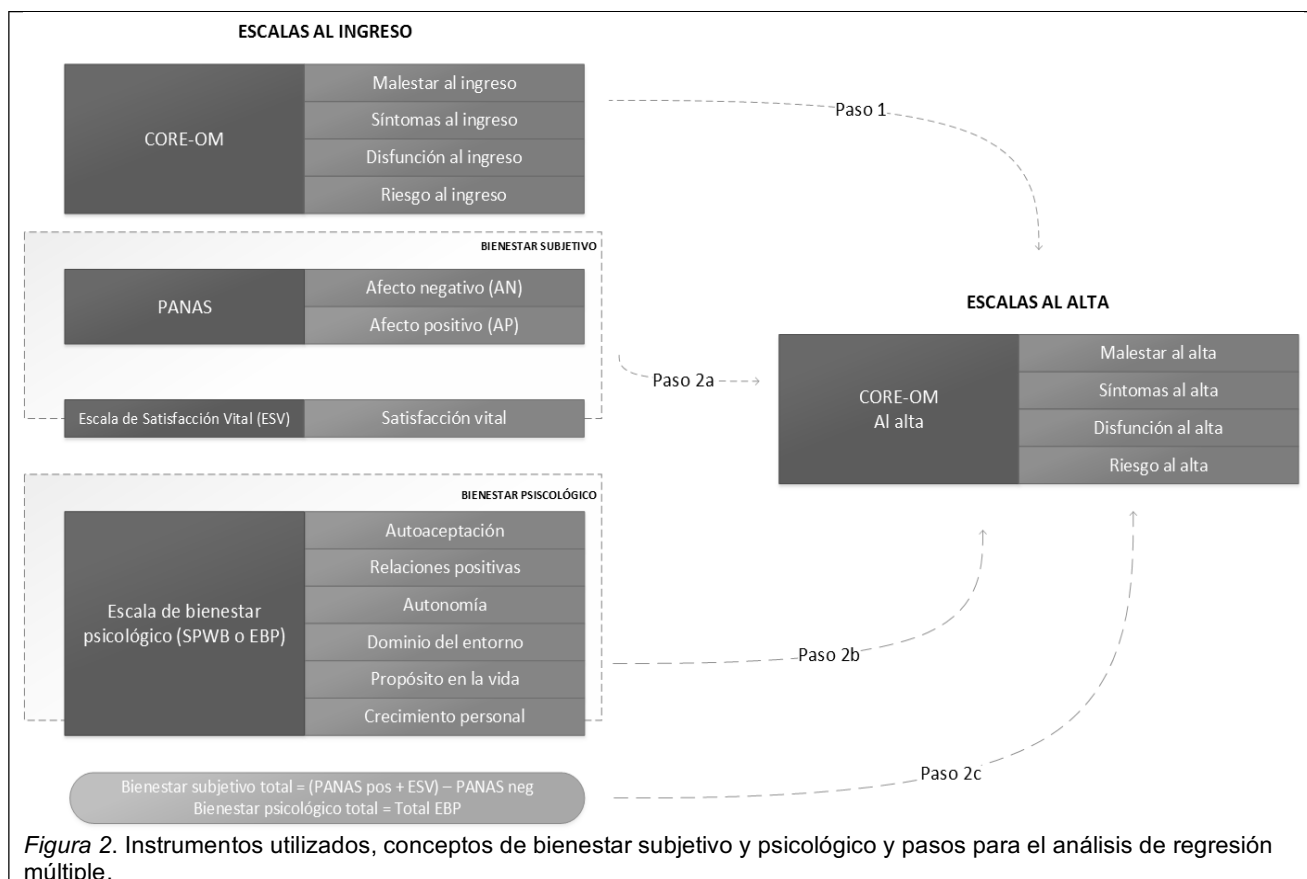 ESCALAS AL INGRESO
CORE-OM
Malestar al ingreso
Síntomas al ingreso
Disfunción al ingreso
Riesgo al ingreso
Paso 1
BIENESTAR SUBJETIVO
PANAS
Afecto negativo (AN)
Afecto positivo (AP)
Escala de Satisfacción Vital (ESV)
Satisfacción vital
Paso 2a
ESCALAS AL ALTA
CORE-OM
Al alta
Malestar al alta
Síntomas al alta
Disfunción al alta
Riesgo al alta
BIENESTAR PSISCOLÓGICO
Escala de bienestar
psicológico (SPWB o EBP)
Autoaceptación
Relaciones positivas
Autonomía
Dominio del entorno
Propósito en la vida
Crecimiento personal
Paso 2b
Bienestar subjetivo total = (PANAS pos + ESV) – PANAS neg
Bienestar psicológico total = Total EBP
Paso 2c
Figura 2. Instrumentos utilizados, conceptos de bienestar subjetivo y psicológico y pasos para el análisis de regresión
múltiple.